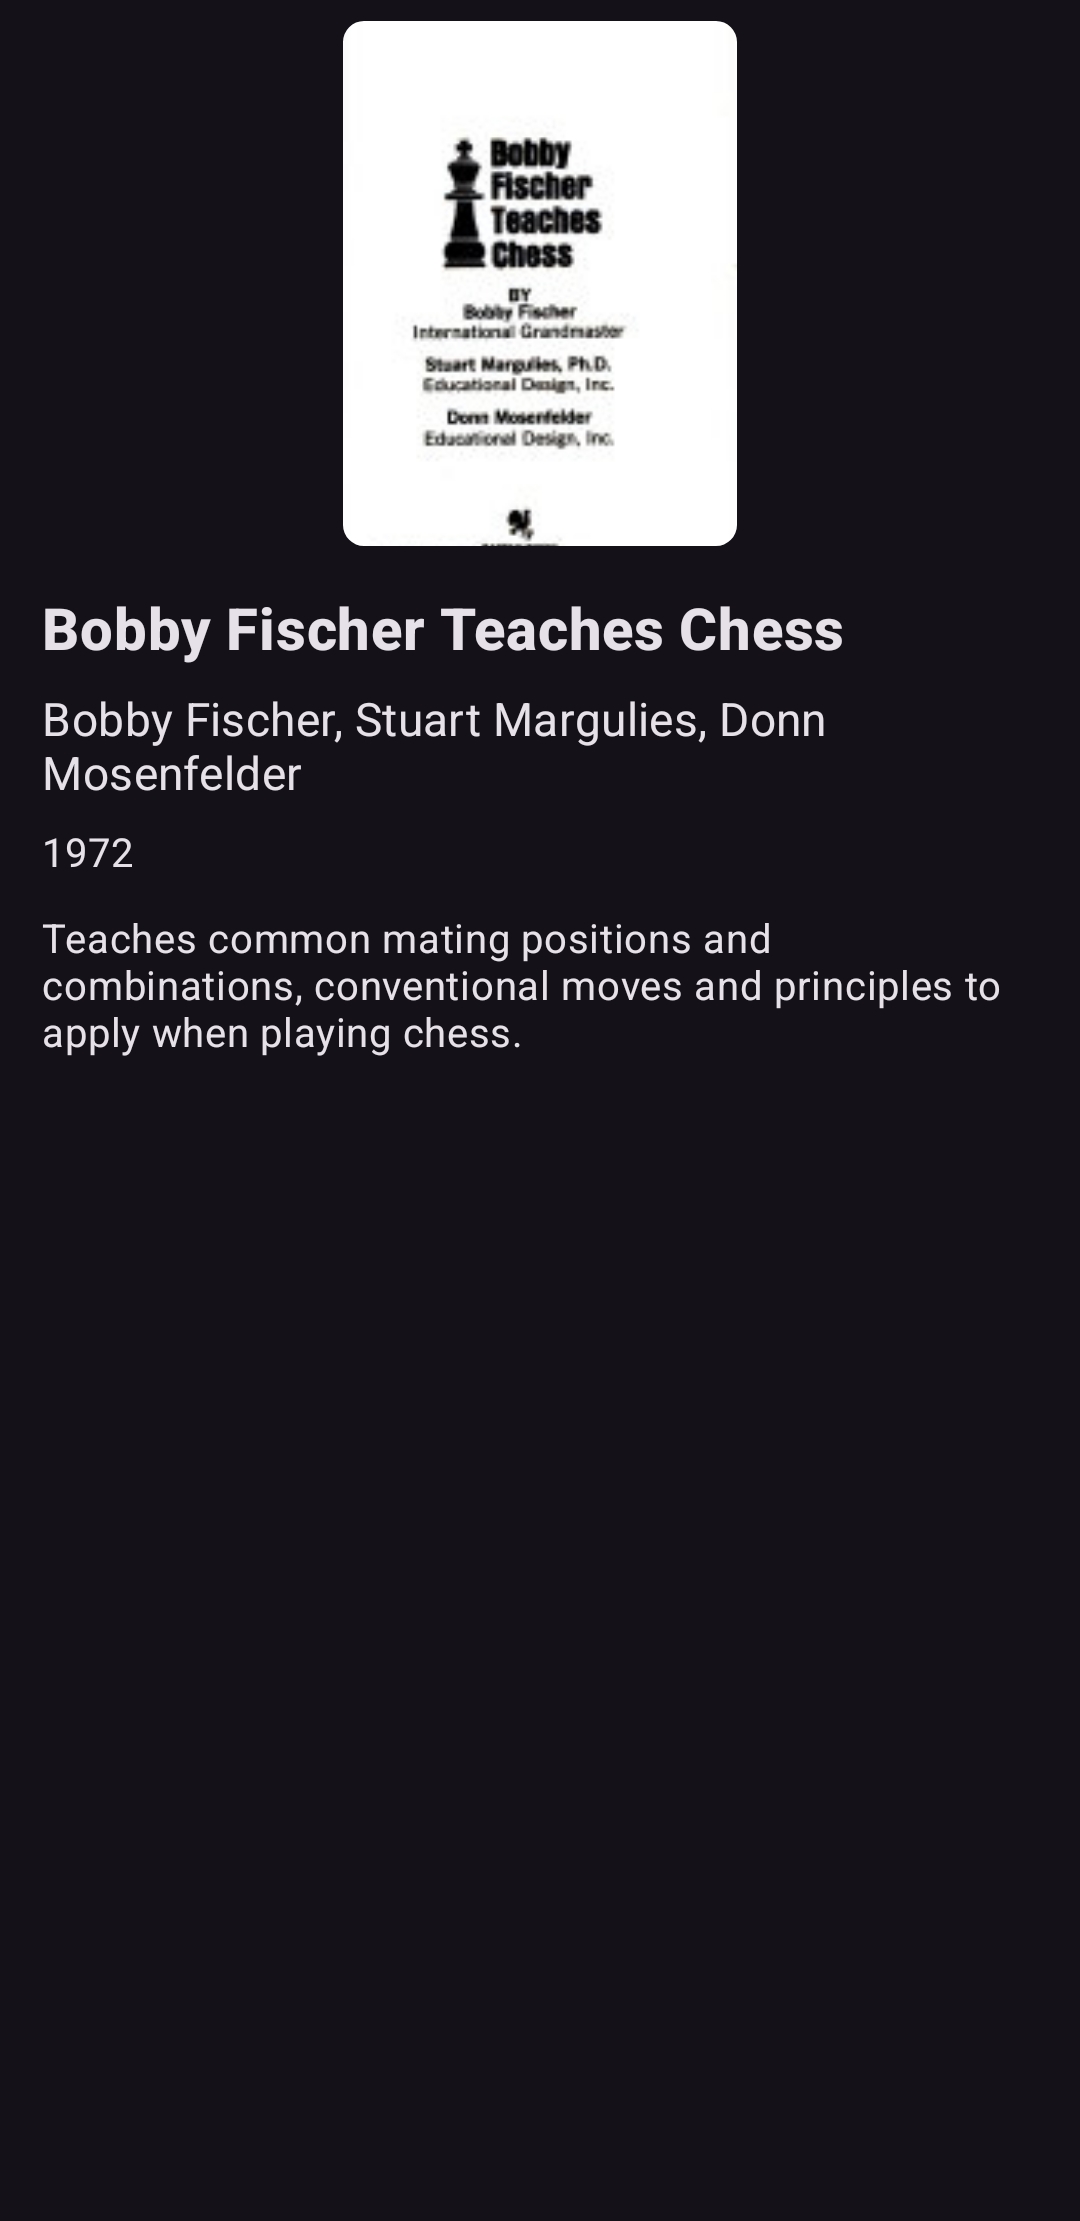 Bobby
Fischer
Teaches
Chess
BY
Bobby Fischer
International Grandmaster
Stuart Margulies, Ph.D.
Educational Design, Inc.
Donn Mosenfelder
Educational Design, Inc.
Bobby Fischer Teaches Chess
Bobby Fischer, Stuart Margulies, Donn
Mosenfelder
1972
Teaches common mating positions and
combinations, conventional moves and principles to
apply when playing chess.